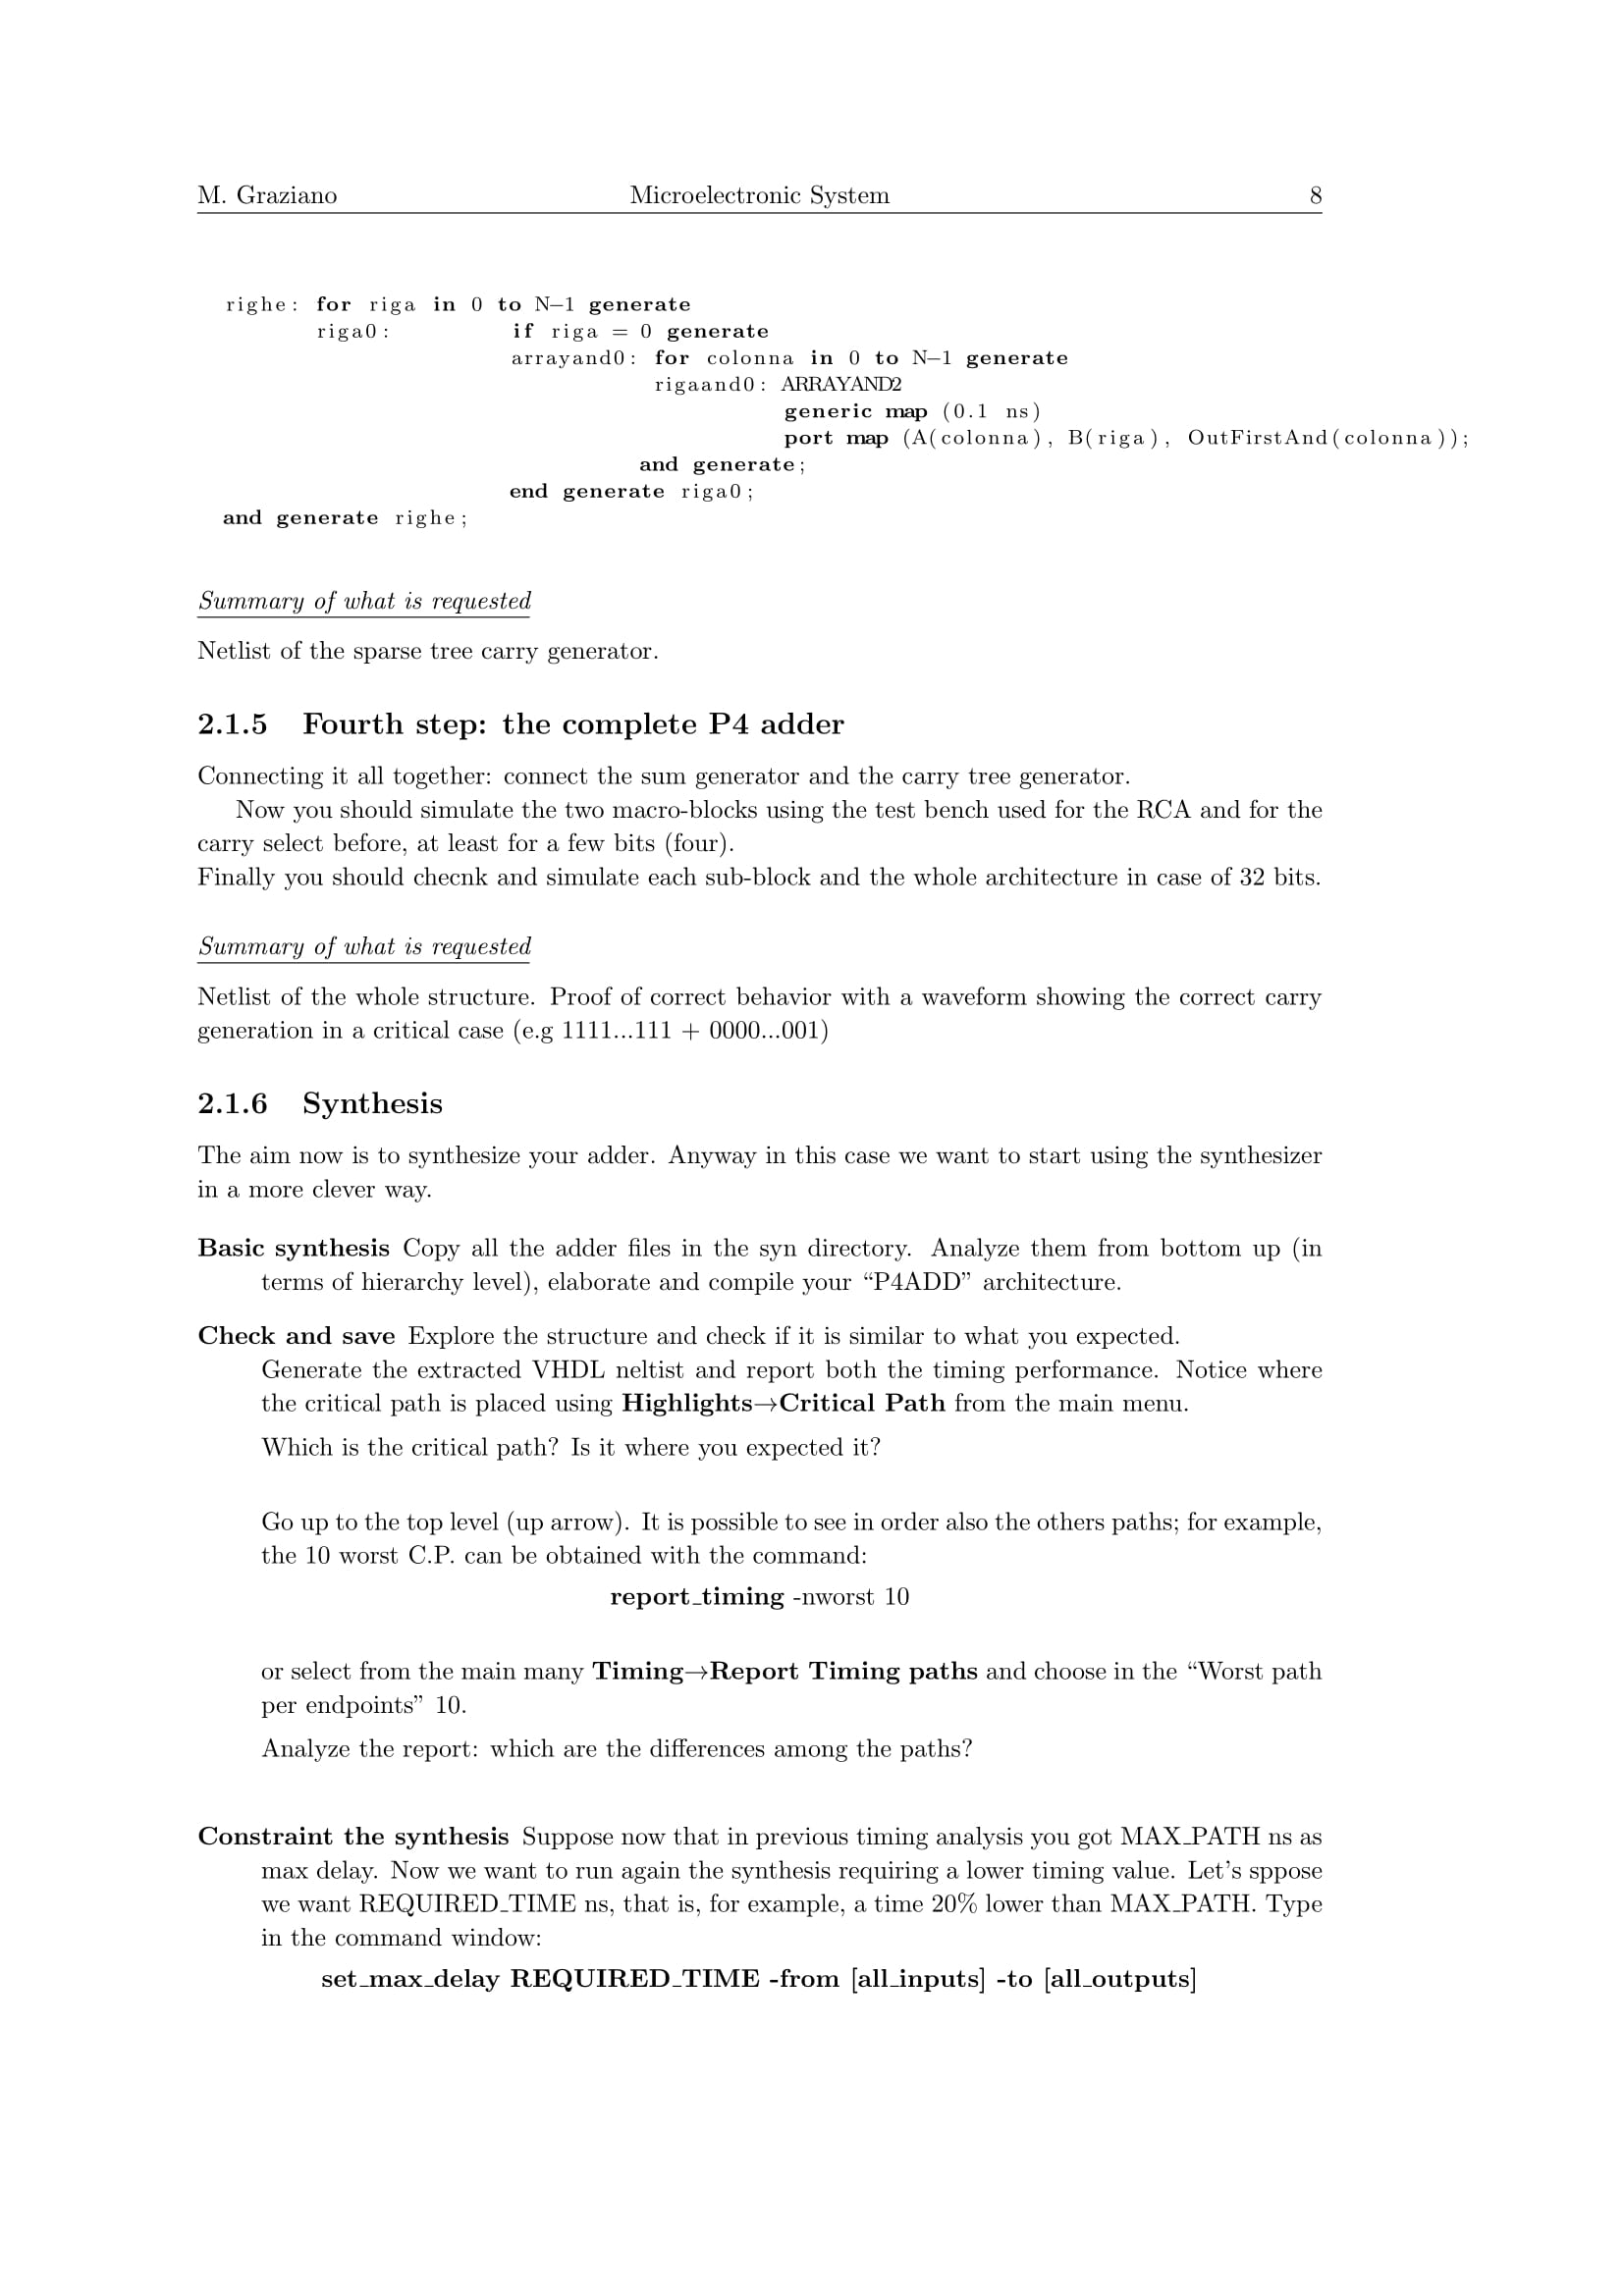 M. Graziano Microelectronic System 8
righe: for riga in 0 to N−1 generate
riga0: if riga = 0 generate
arrayand0: for colonna in 0 to N−1 generate
rigaand0: ARRAYAND2
generic map (0.1 ns)
port map (A(colonna), B(riga), OutFirstAnd(colonna));
and generate;
end generate riga0;
and generate righe;
Summary of what is requested
Netlist of the sparse tree carry generator.
2.1.5 Fourth step: the complete P4 adder
Connecting it all together: connect the sum generator and the carry tree generator.
Now you should simulate the two macro-blocks using the test bench used for the RCA and for the
carry select before, at least for a few bits (four).
Finally you should checnk and simulate each sub-block and the whole architecture in case of 32 bits.
Summary of what is requested
Netlist of the whole structure. Proof of correct behavior with a waveform showing the correct carry
generation in a critical case (e.g 1111...111 + 0000...001)
2.1.6 Synthesis
The aim now is to synthesize your adder. Anyway in this case we want to start using the synthesizer
in a more clever way.
Basic synthesis Copy all the adder files in the syn directory. Analyze them from bottom up (in
terms of hierarchy level), elaborate and compile your “P4ADD” architecture.
Check and save Explore the structure and check if it is similar to what you expected.
Generate the extracted VHDL neltist and report both the timing performance. Notice where
the critical path is placed using Highlights→Critical Path from the main menu.
Which is the critical path? Is it where you expected it?
Go up to the top level (up arrow). It is possible to see in order also the others paths; for example,
the 10 worst C.P. can be obtained with the command:
report_timing -nworst 10
or select from the main many Timing→Report Timing paths and choose in the “Worst path
per endpoints” 10.
Analyze the report: which are the differences among the paths?
Constraint the synthesis Suppose now that in previous timing analysis you got MAX_PATH ns as
max delay. Now we want to run again the synthesis requiring a lower timing value. Let’s sppose
we want REQUIRED_TIME ns, that is, for example, a time 20% lower than MAX_PATH. Type
in the command window:
set_max_delay REQUIRED_TIME -from [all_inputs] -to [all_outputs]